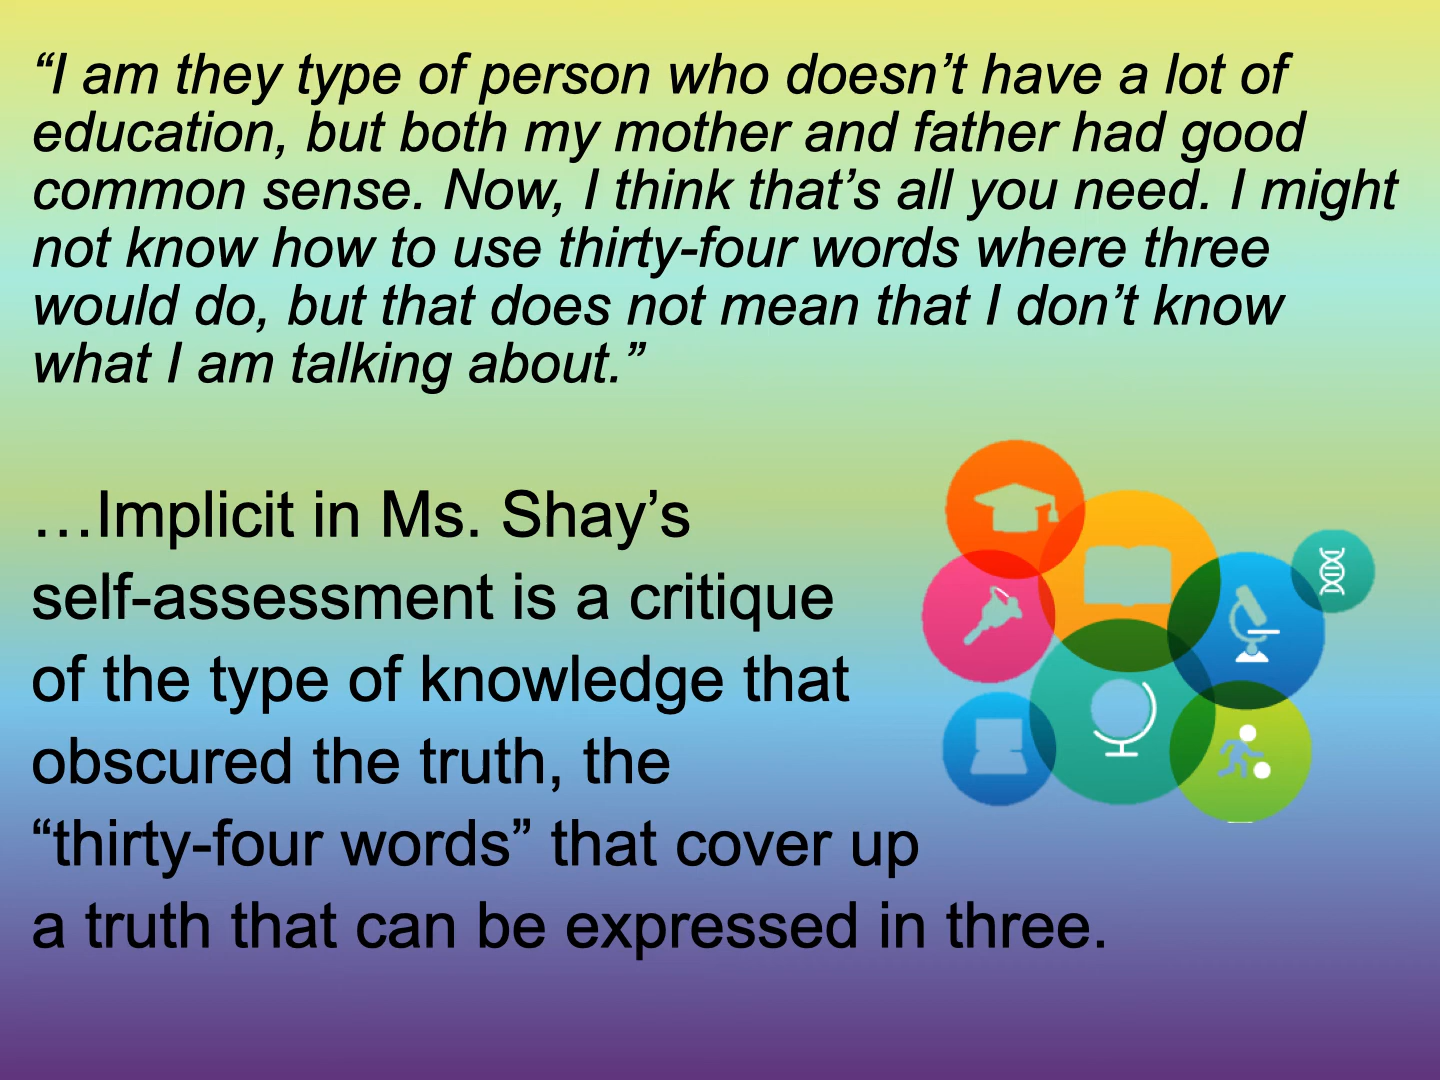 “I am they type of person who doesn’t have a lot of
education, but both my mother and father had good
common sense. Now, I think that’s all you need. I might
not know how to use thirty-four words where three
would do, but that does not mean that I don’t know
what I am talking about.”
…Implicit in Ms. Shay’s
self-assessment is a critique
of the type of knowledge that
obscured the truth, the
“thirty-four words” that cover up
a truth that can be expressed in three.